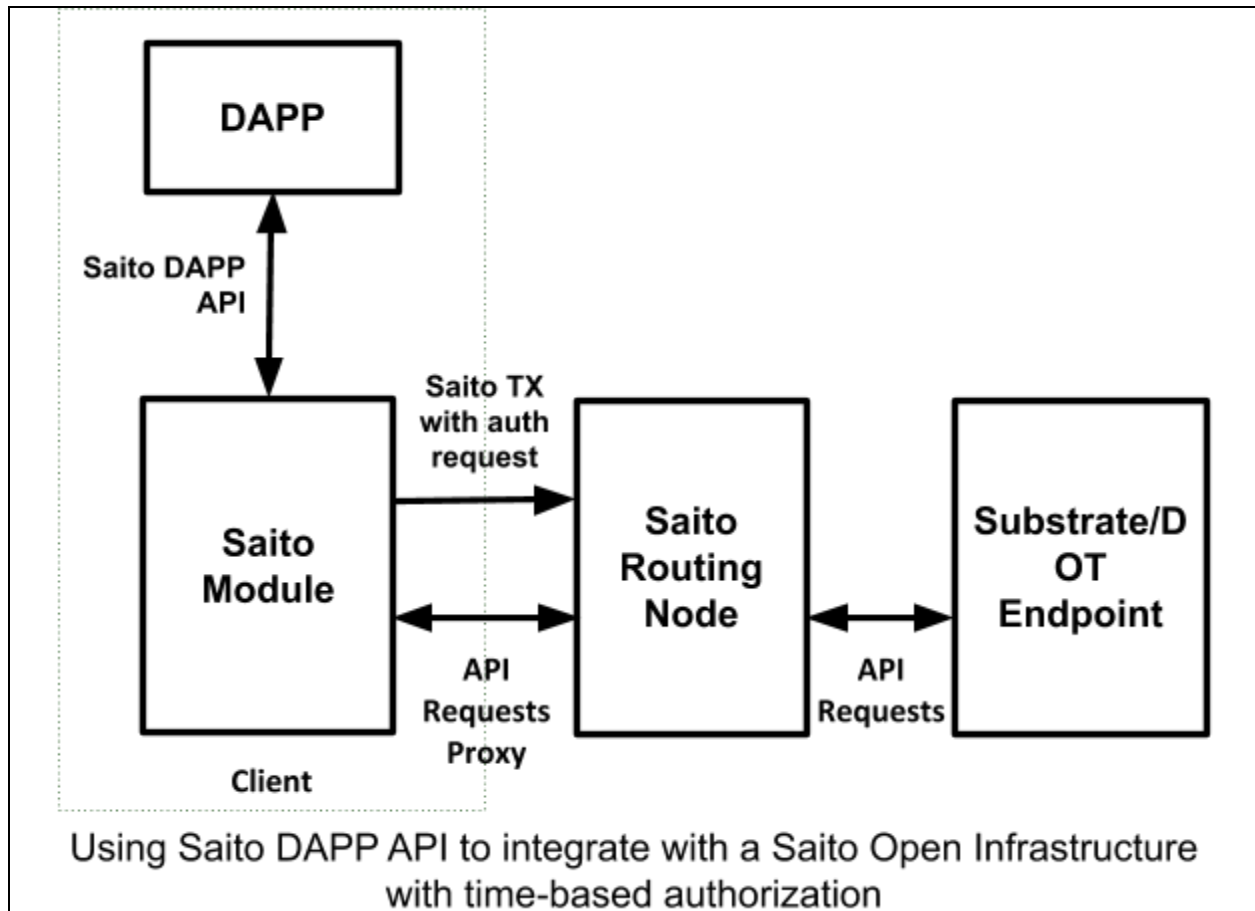 DAPP
Saito DAPP
API
Saito TX
with auth
request
Saito
Module
Saito
Routing
Node
Substrate/D
OT
Endpoint
API
Requests
Proxy
API
Requests
Client
Using Saito DAPP API to integrate with a Saito Open Infrastructure
with time-based authorization